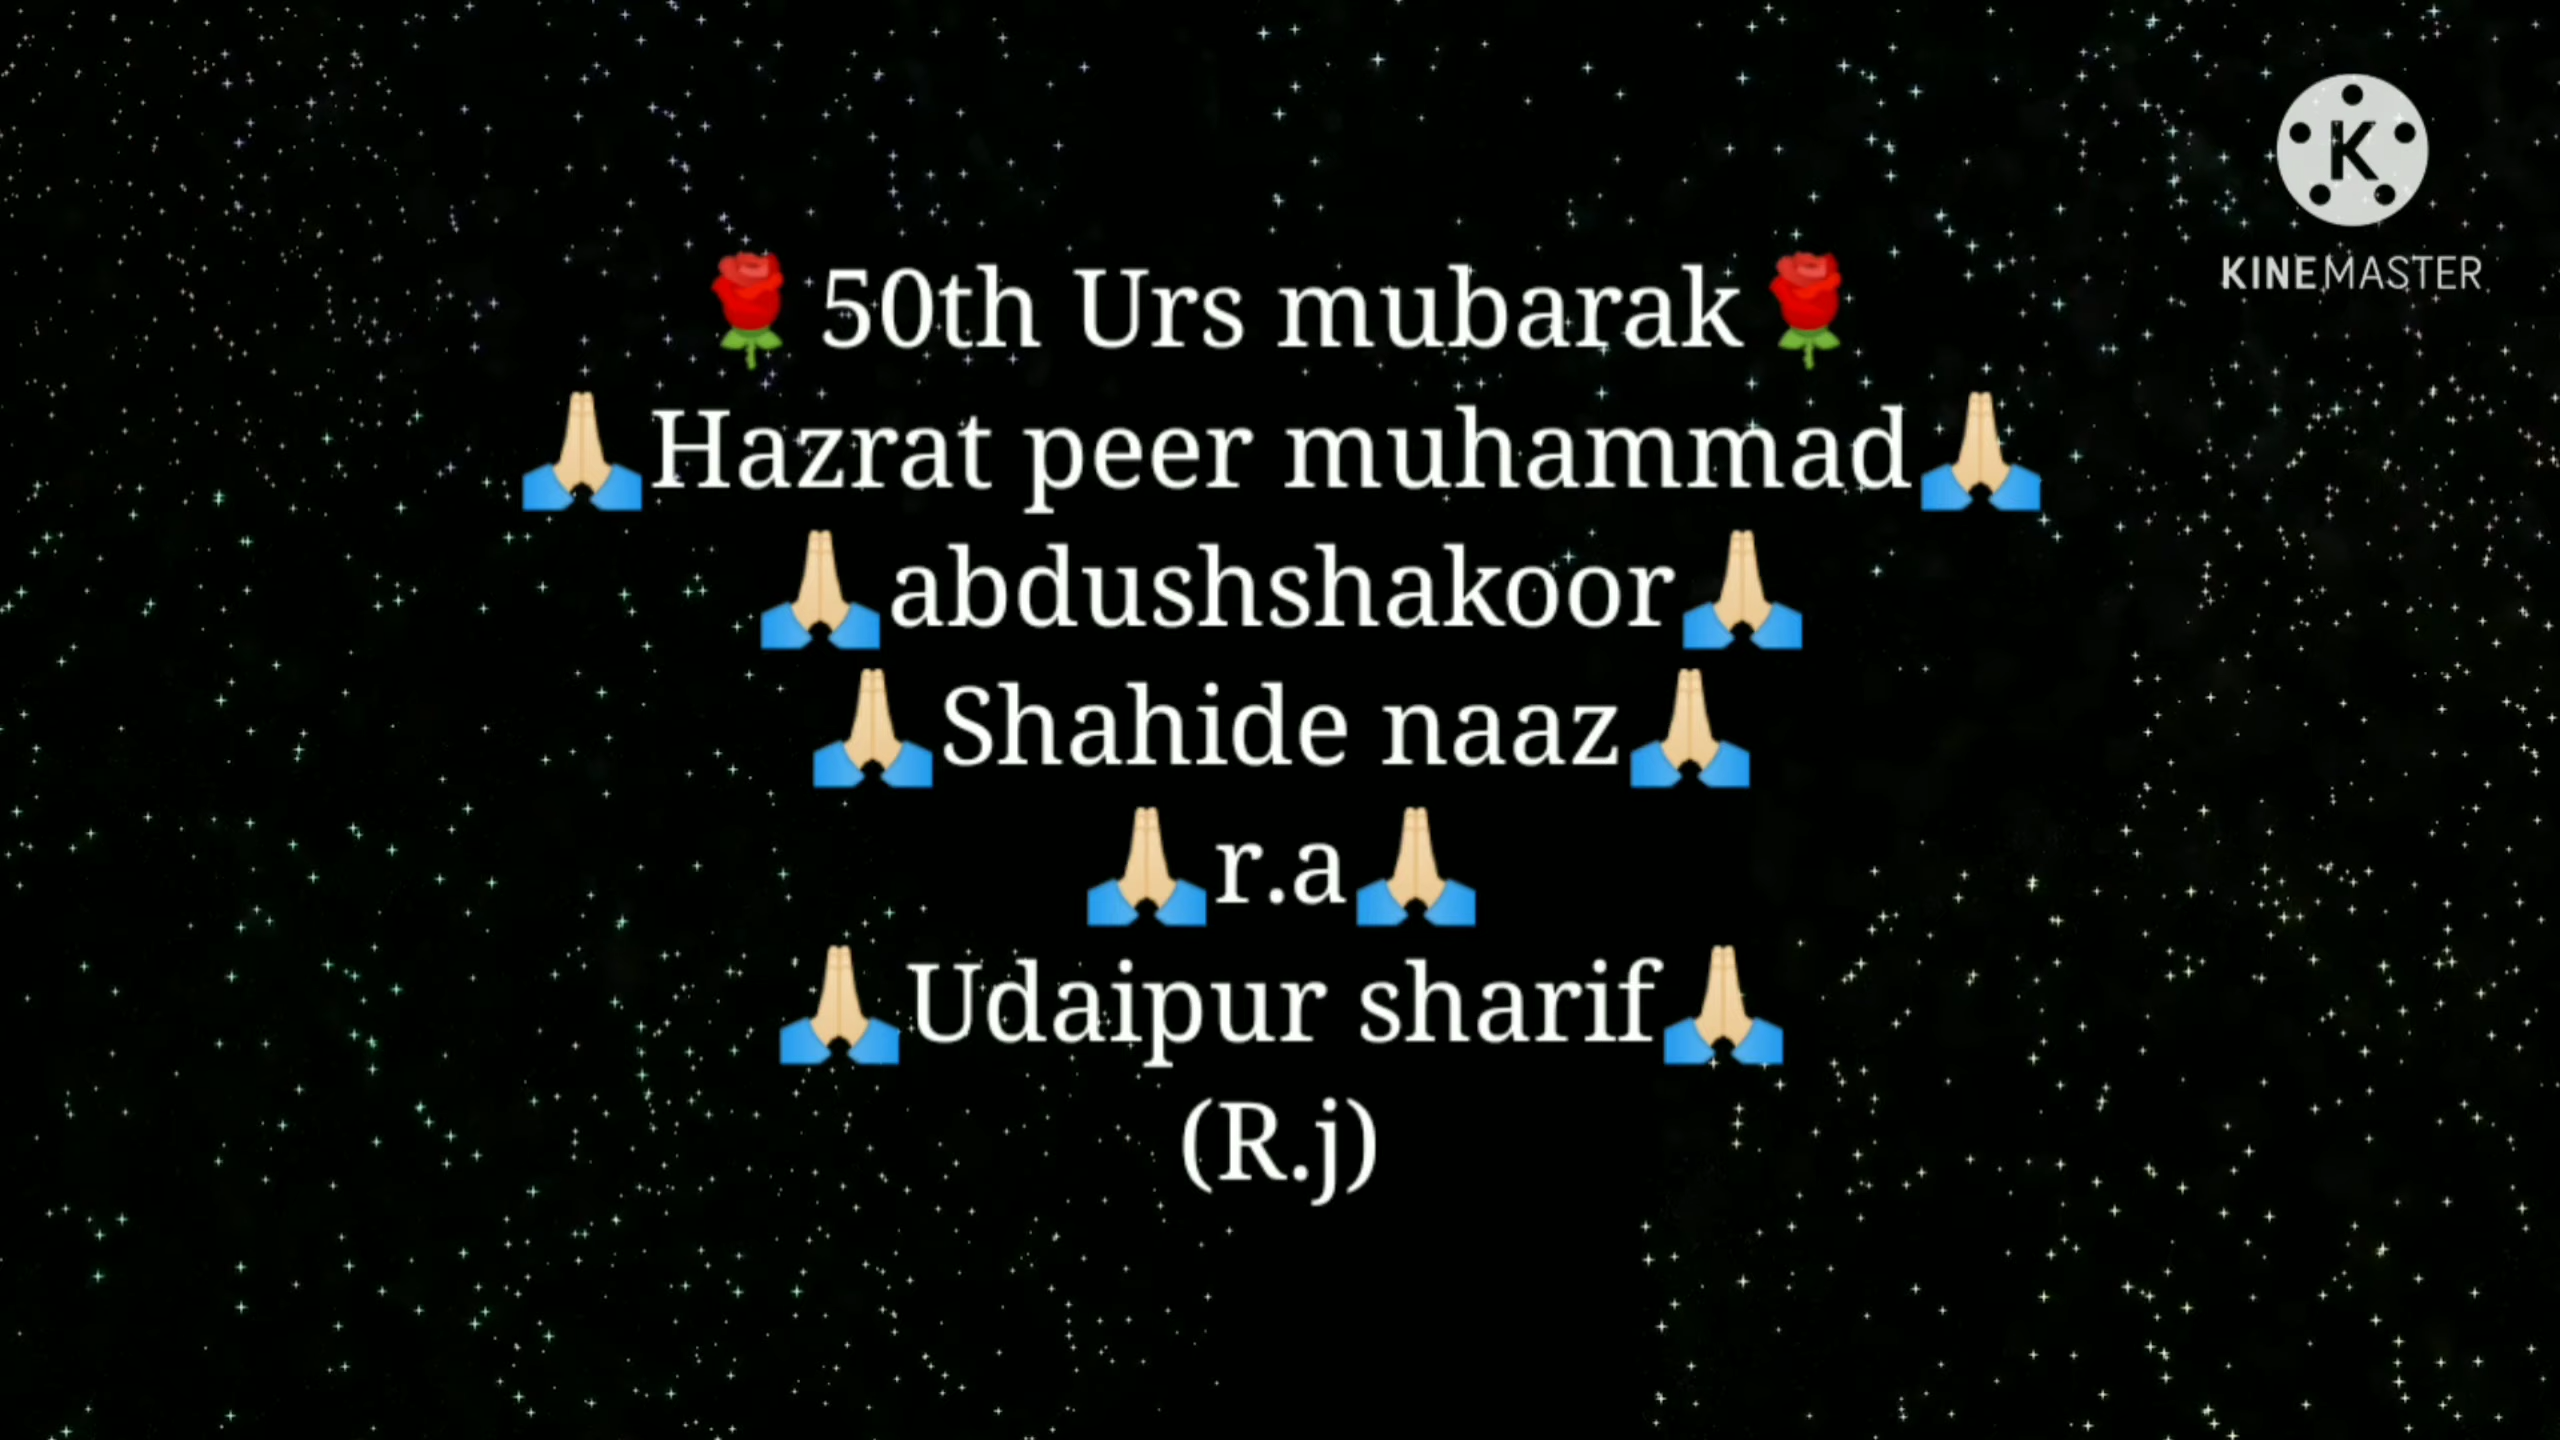 🌹50th Urs mubarak🌹
🙏🏻Hazrat peer muhammad🙏🏻
🙏🏻abdushshakoor🙏🏻
🙏🏻Shahide naaz🙏🏻
🙏🏻r.a🙏🏻
🙏🏻Udaipur sharif🙏🏻
(R.j)
K
KINEMASTER